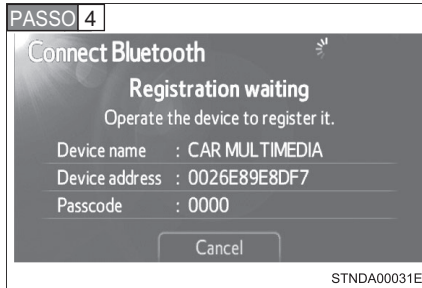 PASSO 4
Connect Bluetooth
Registration waiting
Operate the device to register it.
Device name : CAR MULTIMEDIA
Device address : 0026E89E8DF7
Passcode : 0000
Cancel
STNDA00031E